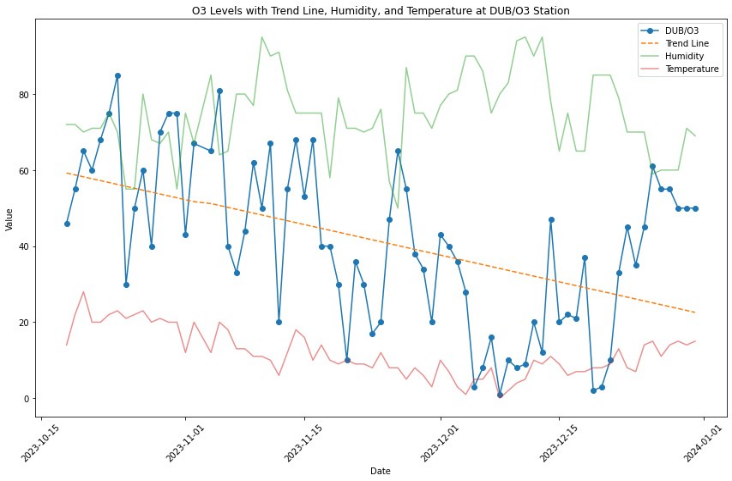 O3 Levels with Trend Line, Humidity, and Temperature at DUB/O3 Station
DUB/O3
Trend Line
Humidity
Temperature
80
60
40
20
0
Value
2023-10-15
2023-11-01
2023-11-15
2023-12-01
2023-12-15
2024-01-01
Date